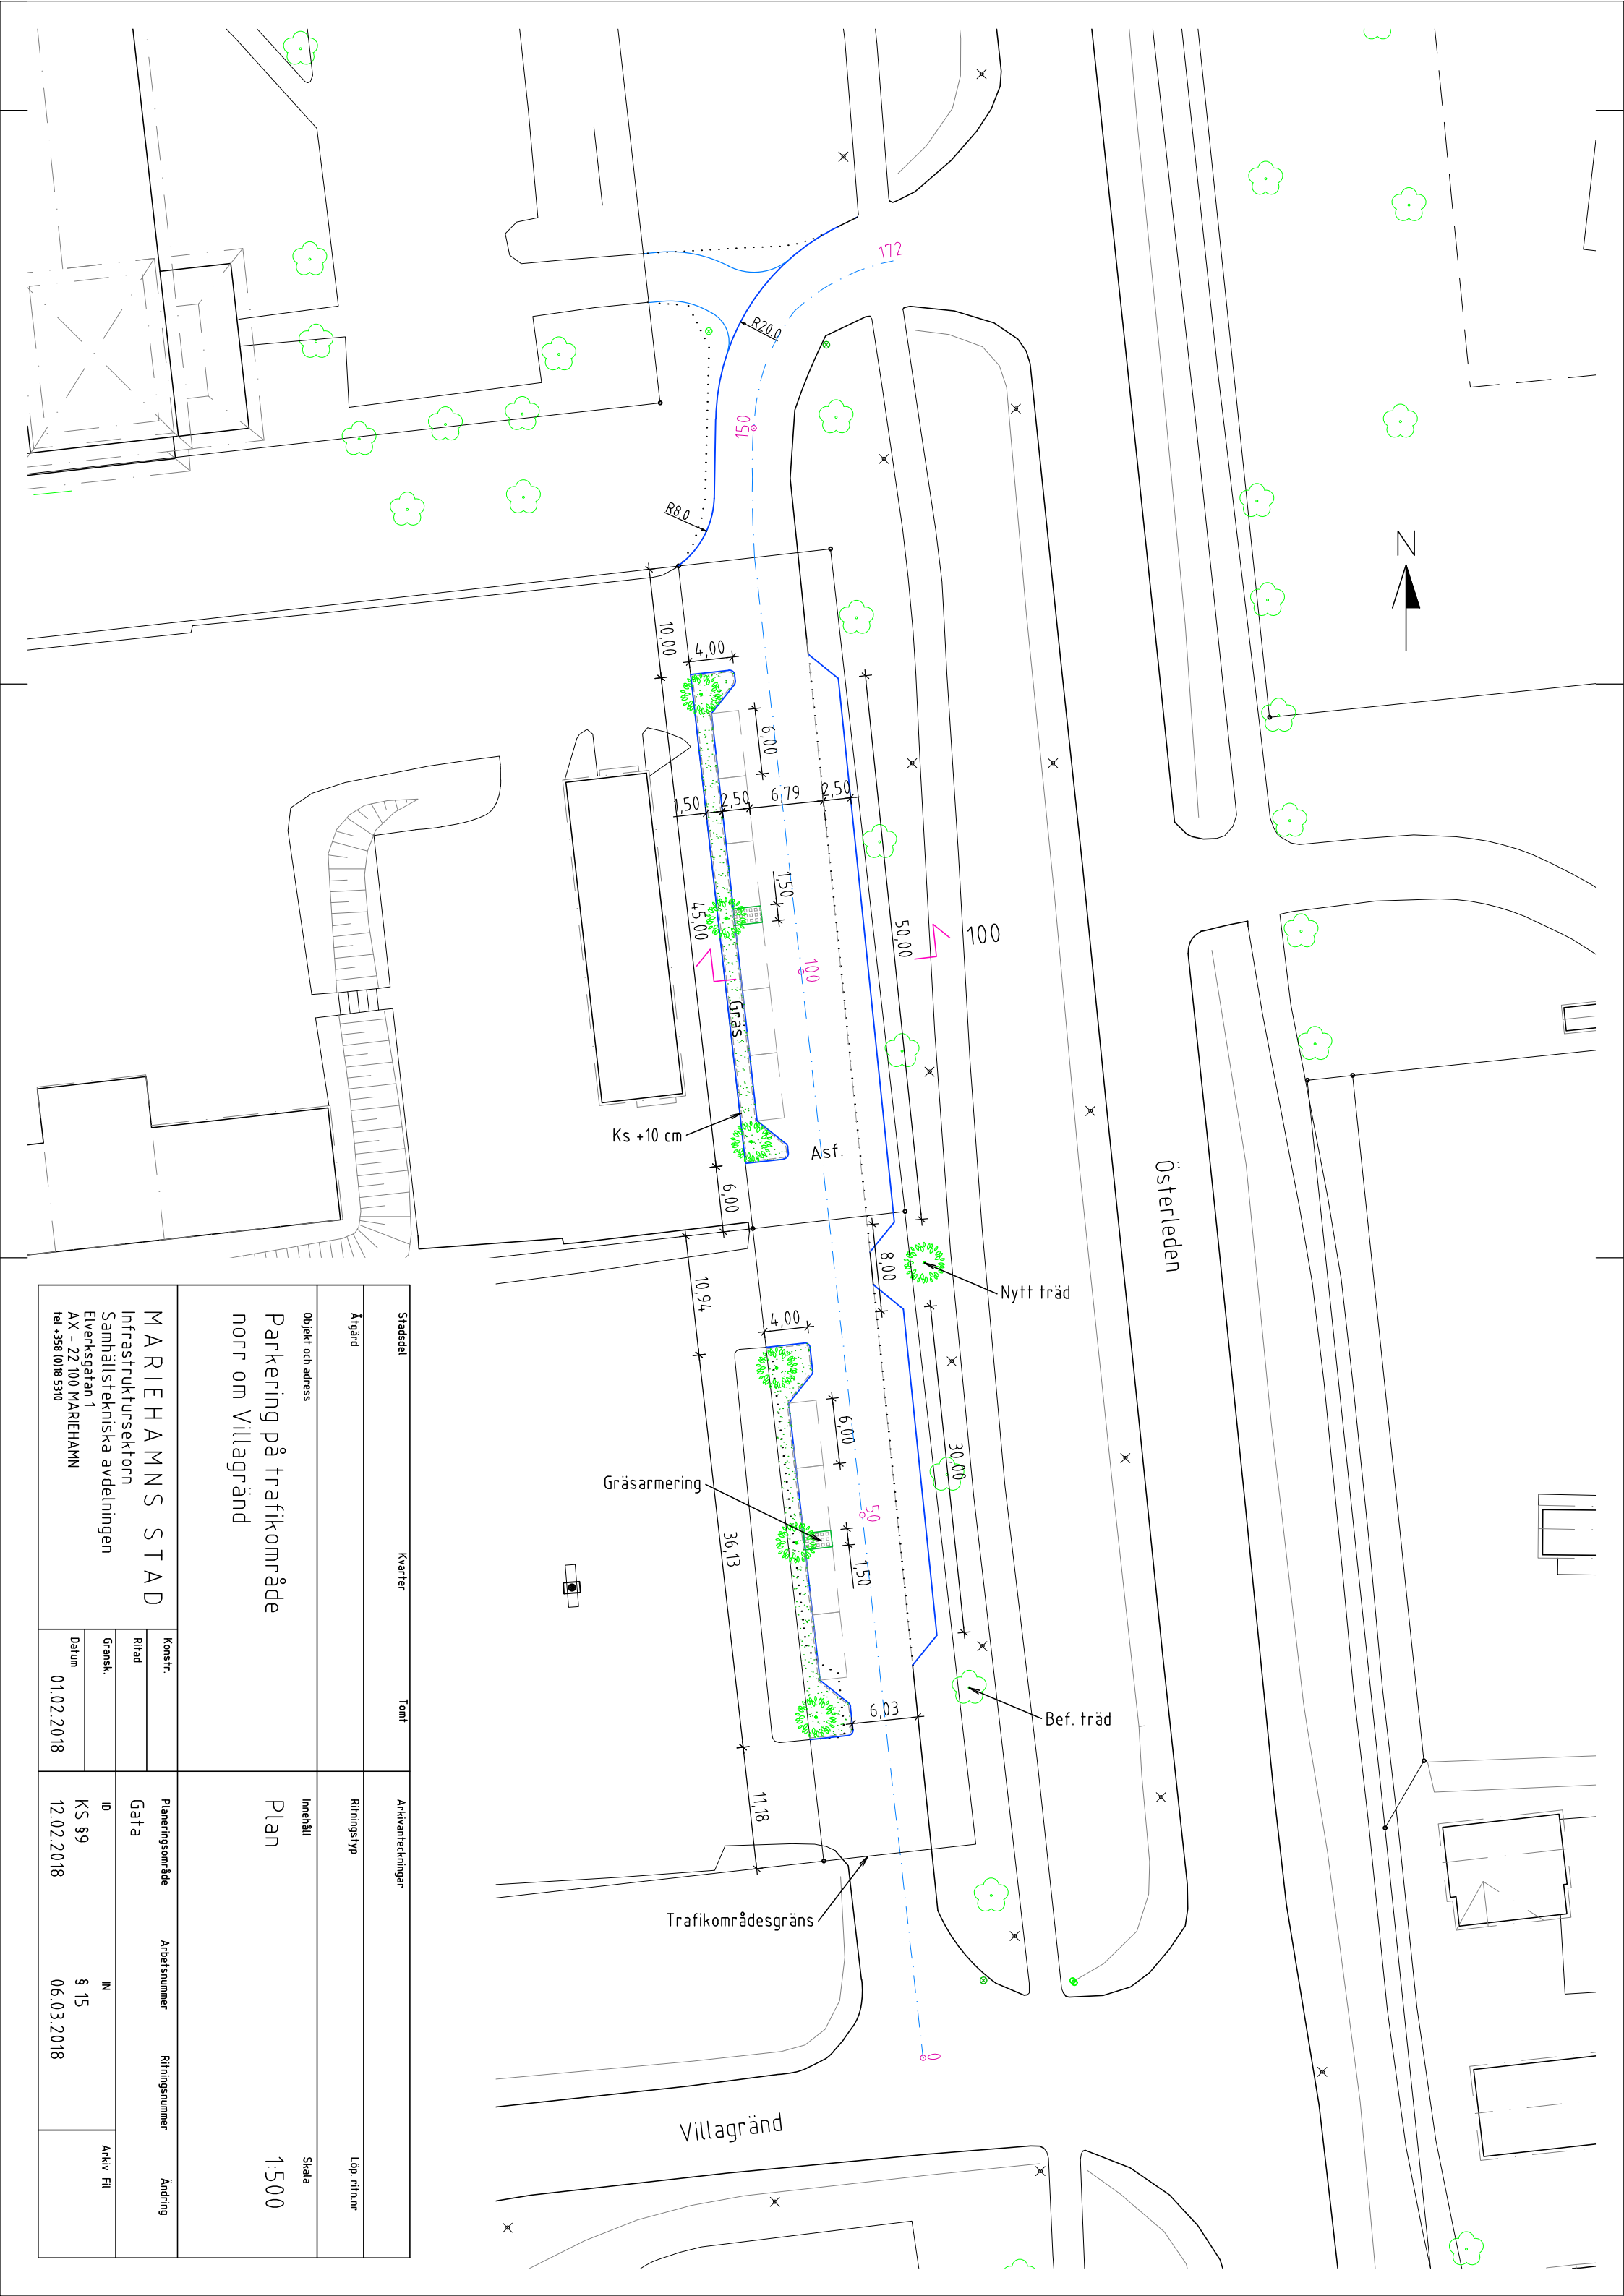 172
R20.0
150
R8.0
N
10,00
4,00
6,00
1,50
2,50
6,79
2,50
1,50
45,00
50,00
100
100
Gräs
Ks +10 cm
Asf.
6,00
Österleden
8,00
Nytt träd
10,94
4,00
6,00
30,00
Gräsarmering
50
1,50
36,13
6,03
Bef. träd
11,18
Trafikområdesgräns
0
Villagränd
Stadsdel
Kvarter
Tomt
Arkivanteckningar
Åtgärd
Ritningstyp
Löp. ritn.nr
Objekt och adress
Parkering på trafikområde
norr om Villagränd
Innehåll
Plan
Skala
1:500
MARIEHAMNS STAD
Infrastruktursektorn
Samhällstekniska avdelningen
Elverksgatan 1
AX - 22 100 MARIEHAMN
tel +358 (0)18 5310
Konstr.
Ritad
Gransk.
Datum
01.02.2018
Planeringsområde
Arbetsnummer
Ritningsnummer
Ändring
Gata
ID
IN
Arkiv Fil
KS §9
§ 15
12.02.2018
06.03.2018